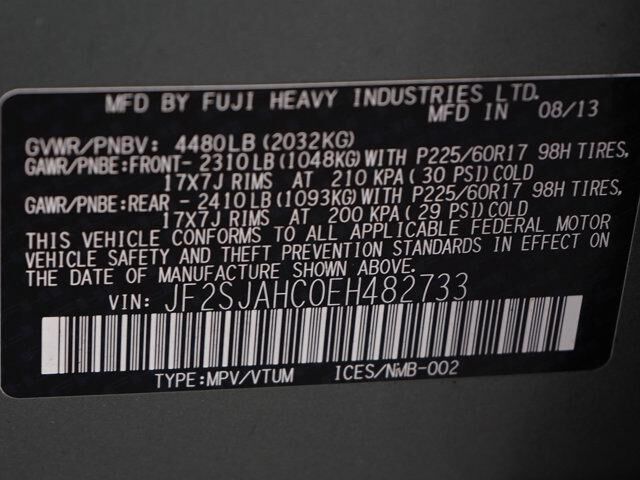 MFD BY FUJI HEAVY INDUSTRIES LTD.
MFD IN 08/13
GVWR/PNBV: 4480LB (2032KG)
GAWR/PNBE:FRONT- 2310LB (1048KG) WITH P225/60R17 98H TIRES,
17X7J RIMS AT 210 KPA( 30 PSI) COLD
GAWR/PNBE:REAR - 2410LB (1093KG) WITH P225/60R17 98H TIRES,
17X7J RIMS AT 200 KPA( 29 PSI) COLD
THIS VEHICLE CONFORMS TO ALL APPLICABLE FEDERAL MOTOR
VEHICLE SAFETY AND THEFT PREVENTION STANDARDS IN EFFECT ON
THE DATE OF MANUFACTURE SHOWN ABOVE.
VIN: JF2SJAHC0EH482733
TYPE:MPV/VTUM ICES/NMB-002